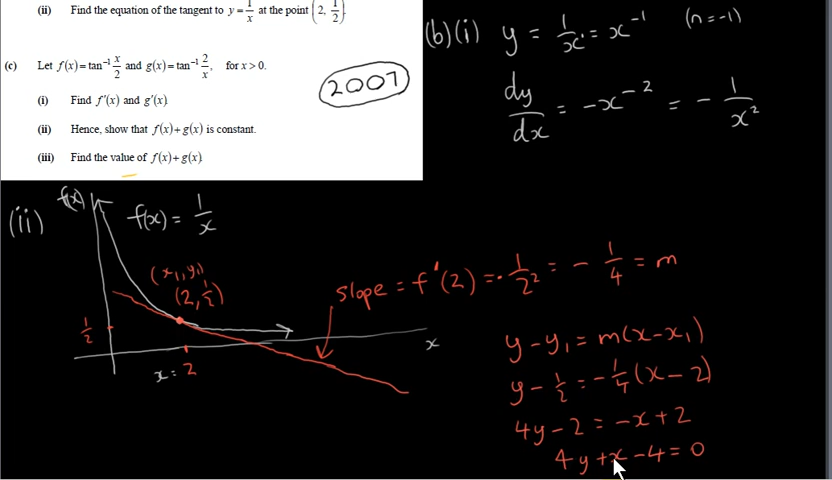 (ii) Find the equation of the tangent to y = 1/x at the point (2, 1/2)
(c) Let f(x) = tan⁻¹ x/2 and g(x) = tan⁻¹ 2/x, for x > 0.
(i) Find f'(x) and g'(x)
(ii) Hence, show that f(x) + g(x) is constant.
(iii) Find the value of f(x) + g(x)
2007
(b)(i) y = 1/x = x⁻¹ (n = -1)
dy/dx = -x⁻² = - 1/x²
(ii)
f(x)
f(x) = 1/x
(x₁, y₁)
(2, 1/2)
1/2
x = 2
x
slope = f'(2) = - 1/2² = - 1/4 = m
y - y₁ = m(x - x₁)
y - 1/2 = - 1/4 (x - 2)
4y - 2 = -x + 2
4y + x - 4 = 0